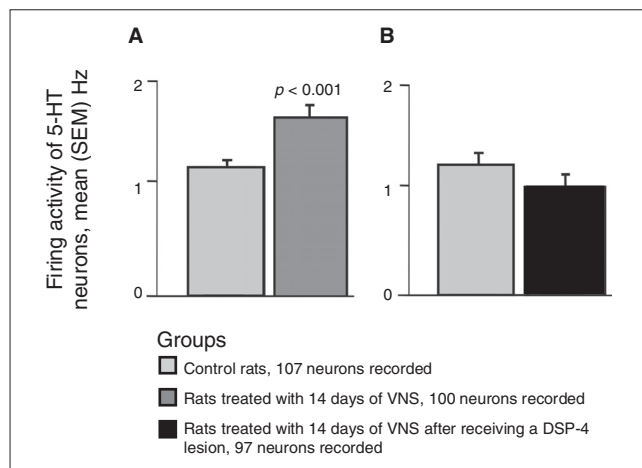 A
B
Firing activity of 5-HT
neurons, mean (SEM) Hz
2
1
0
p < 0.001
2
1
0
Groups
Control rats, 107 neurons recorded
Rats treated with 14 days of VNS, 100 neurons recorded
Rats treated with 14 days of VNS after receiving a DSP-4
lesion, 97 neurons recorded